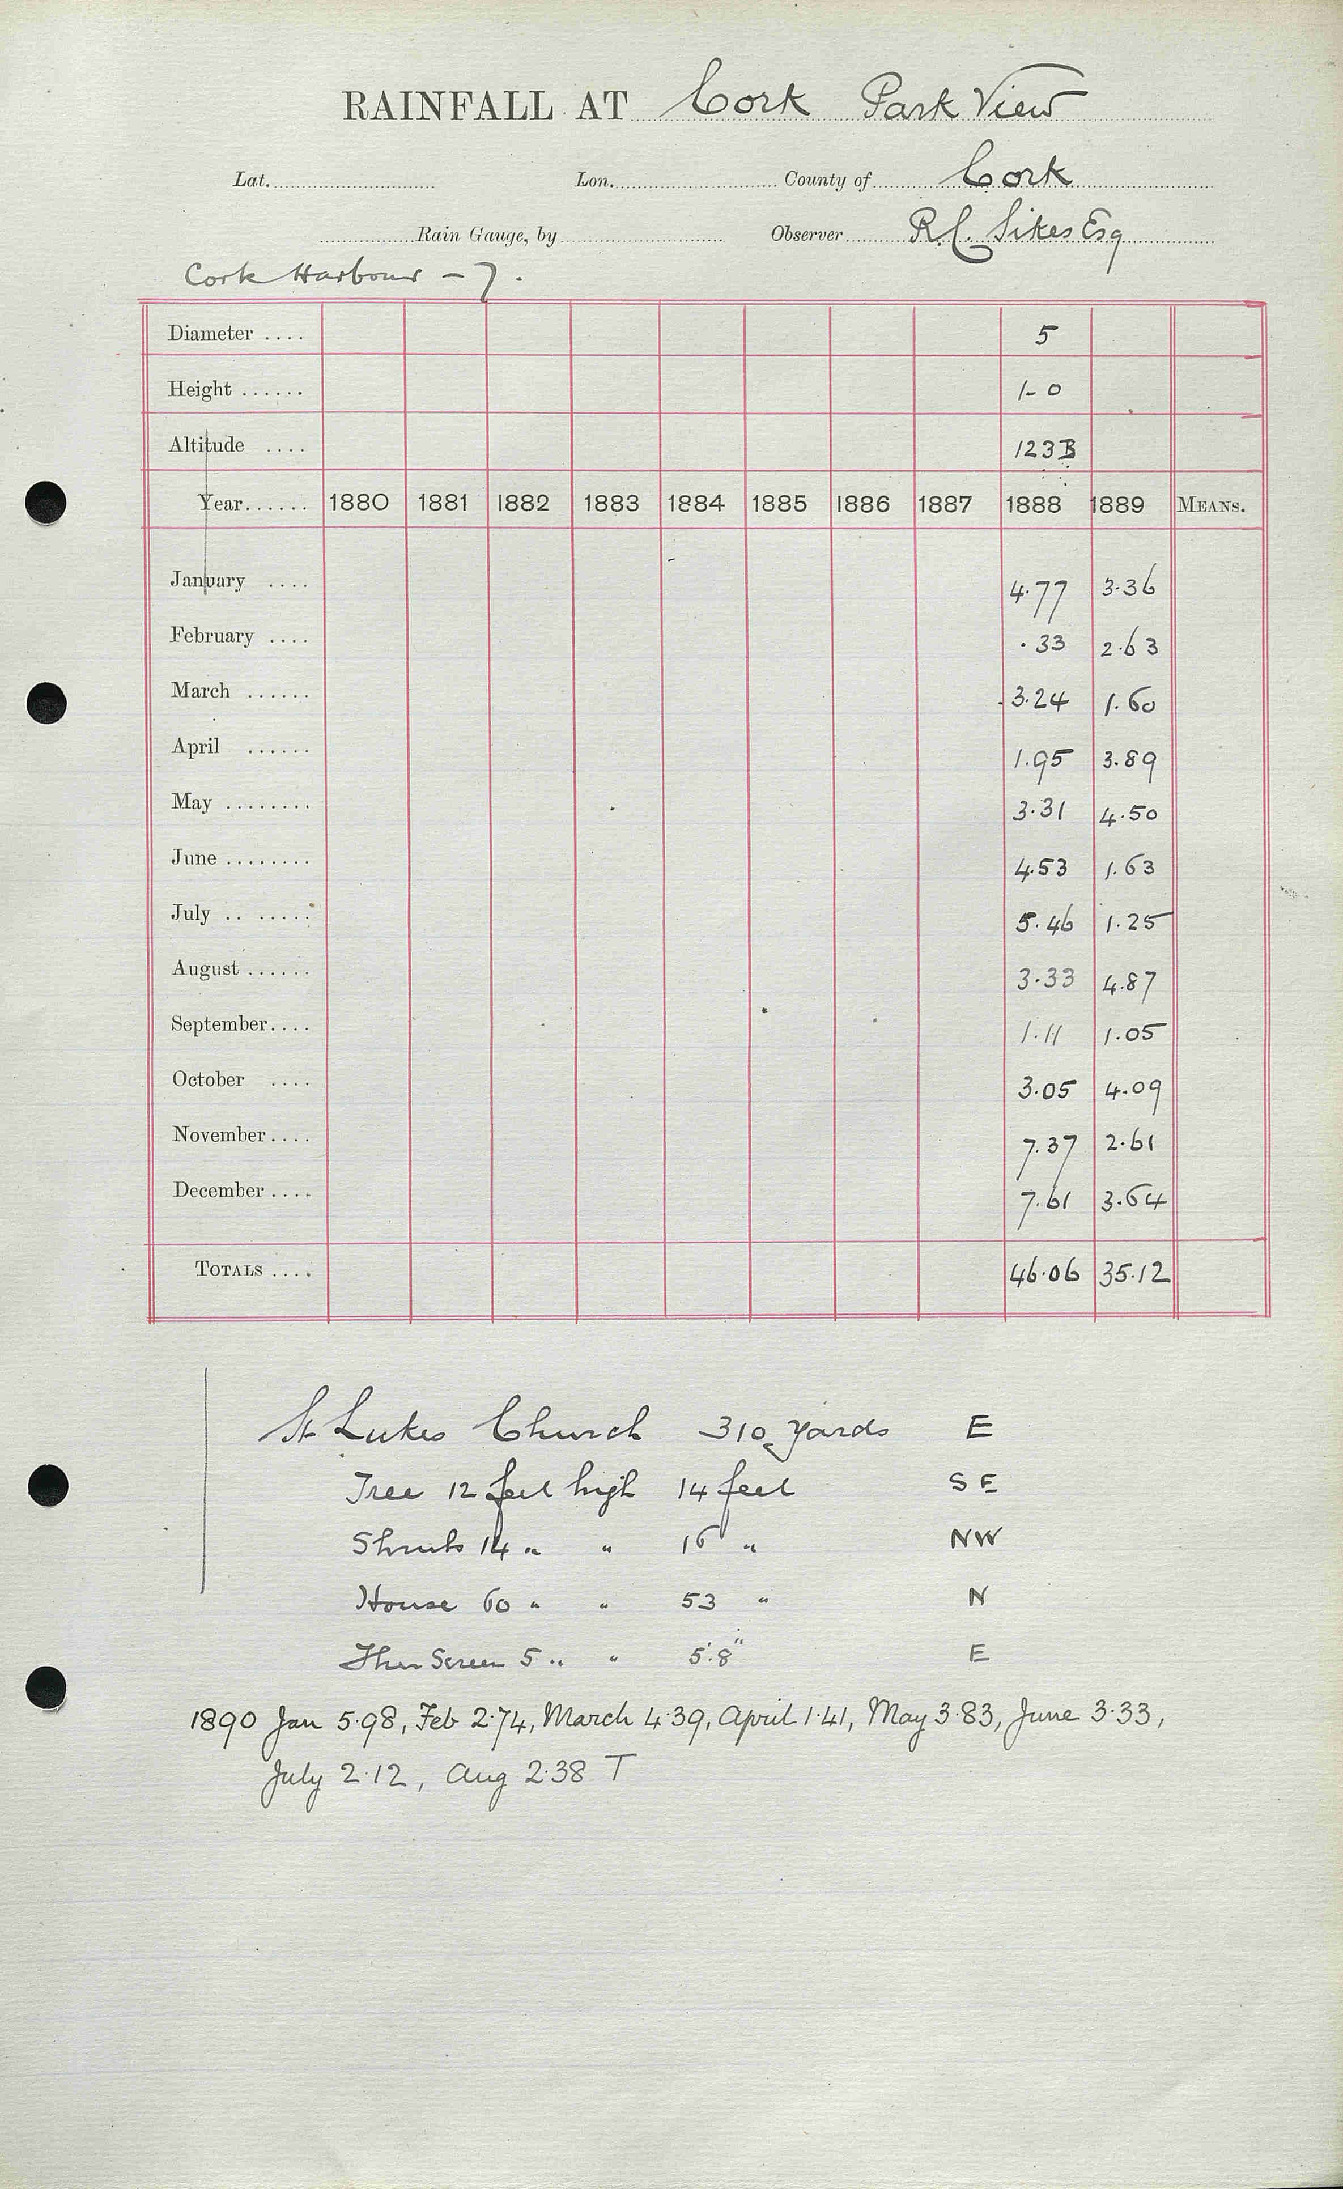 RAINFALL AT Cork Park View
Lat. Lon. County of Cork
Rain Gauge, by Observer R.C. Sikes Esq
Cork Harbour – 7.
Diameter .... 5
Height ...... 1-0
Altitude .... 123B
Year...... 1880 1881 1882 1883 1884 1885 1886 1887 1888 1889 MEANS.
January .... 4.77 3.36
February .... .33 2.63
March ...... 3.24 1.60
April ...... 1.95 3.89
May ........ 3.31 4.50
June ........ 4.53 1.63
July .. ..... 5.46 1.25
August ...... 3.33 4.87
September.... 1.11 1.05
October .... 3.05 4.09
November.... 7.37 2.61
December.... 7.61 3.64
TOTALS .... 46.06 35.12
St Lukes Church 310 yards E
Tree 12 feet high 14 feet SE
Shrubs 14 " " 16 " NW
House 60 " " 53 " N
Ther Screen 5 " " 5'.8" E
1890 Jan 5.98, Feb 2.74, March 4.39, April 1.41, May 3.83, June 3.33,
July 2.12, Aug 2.38 T